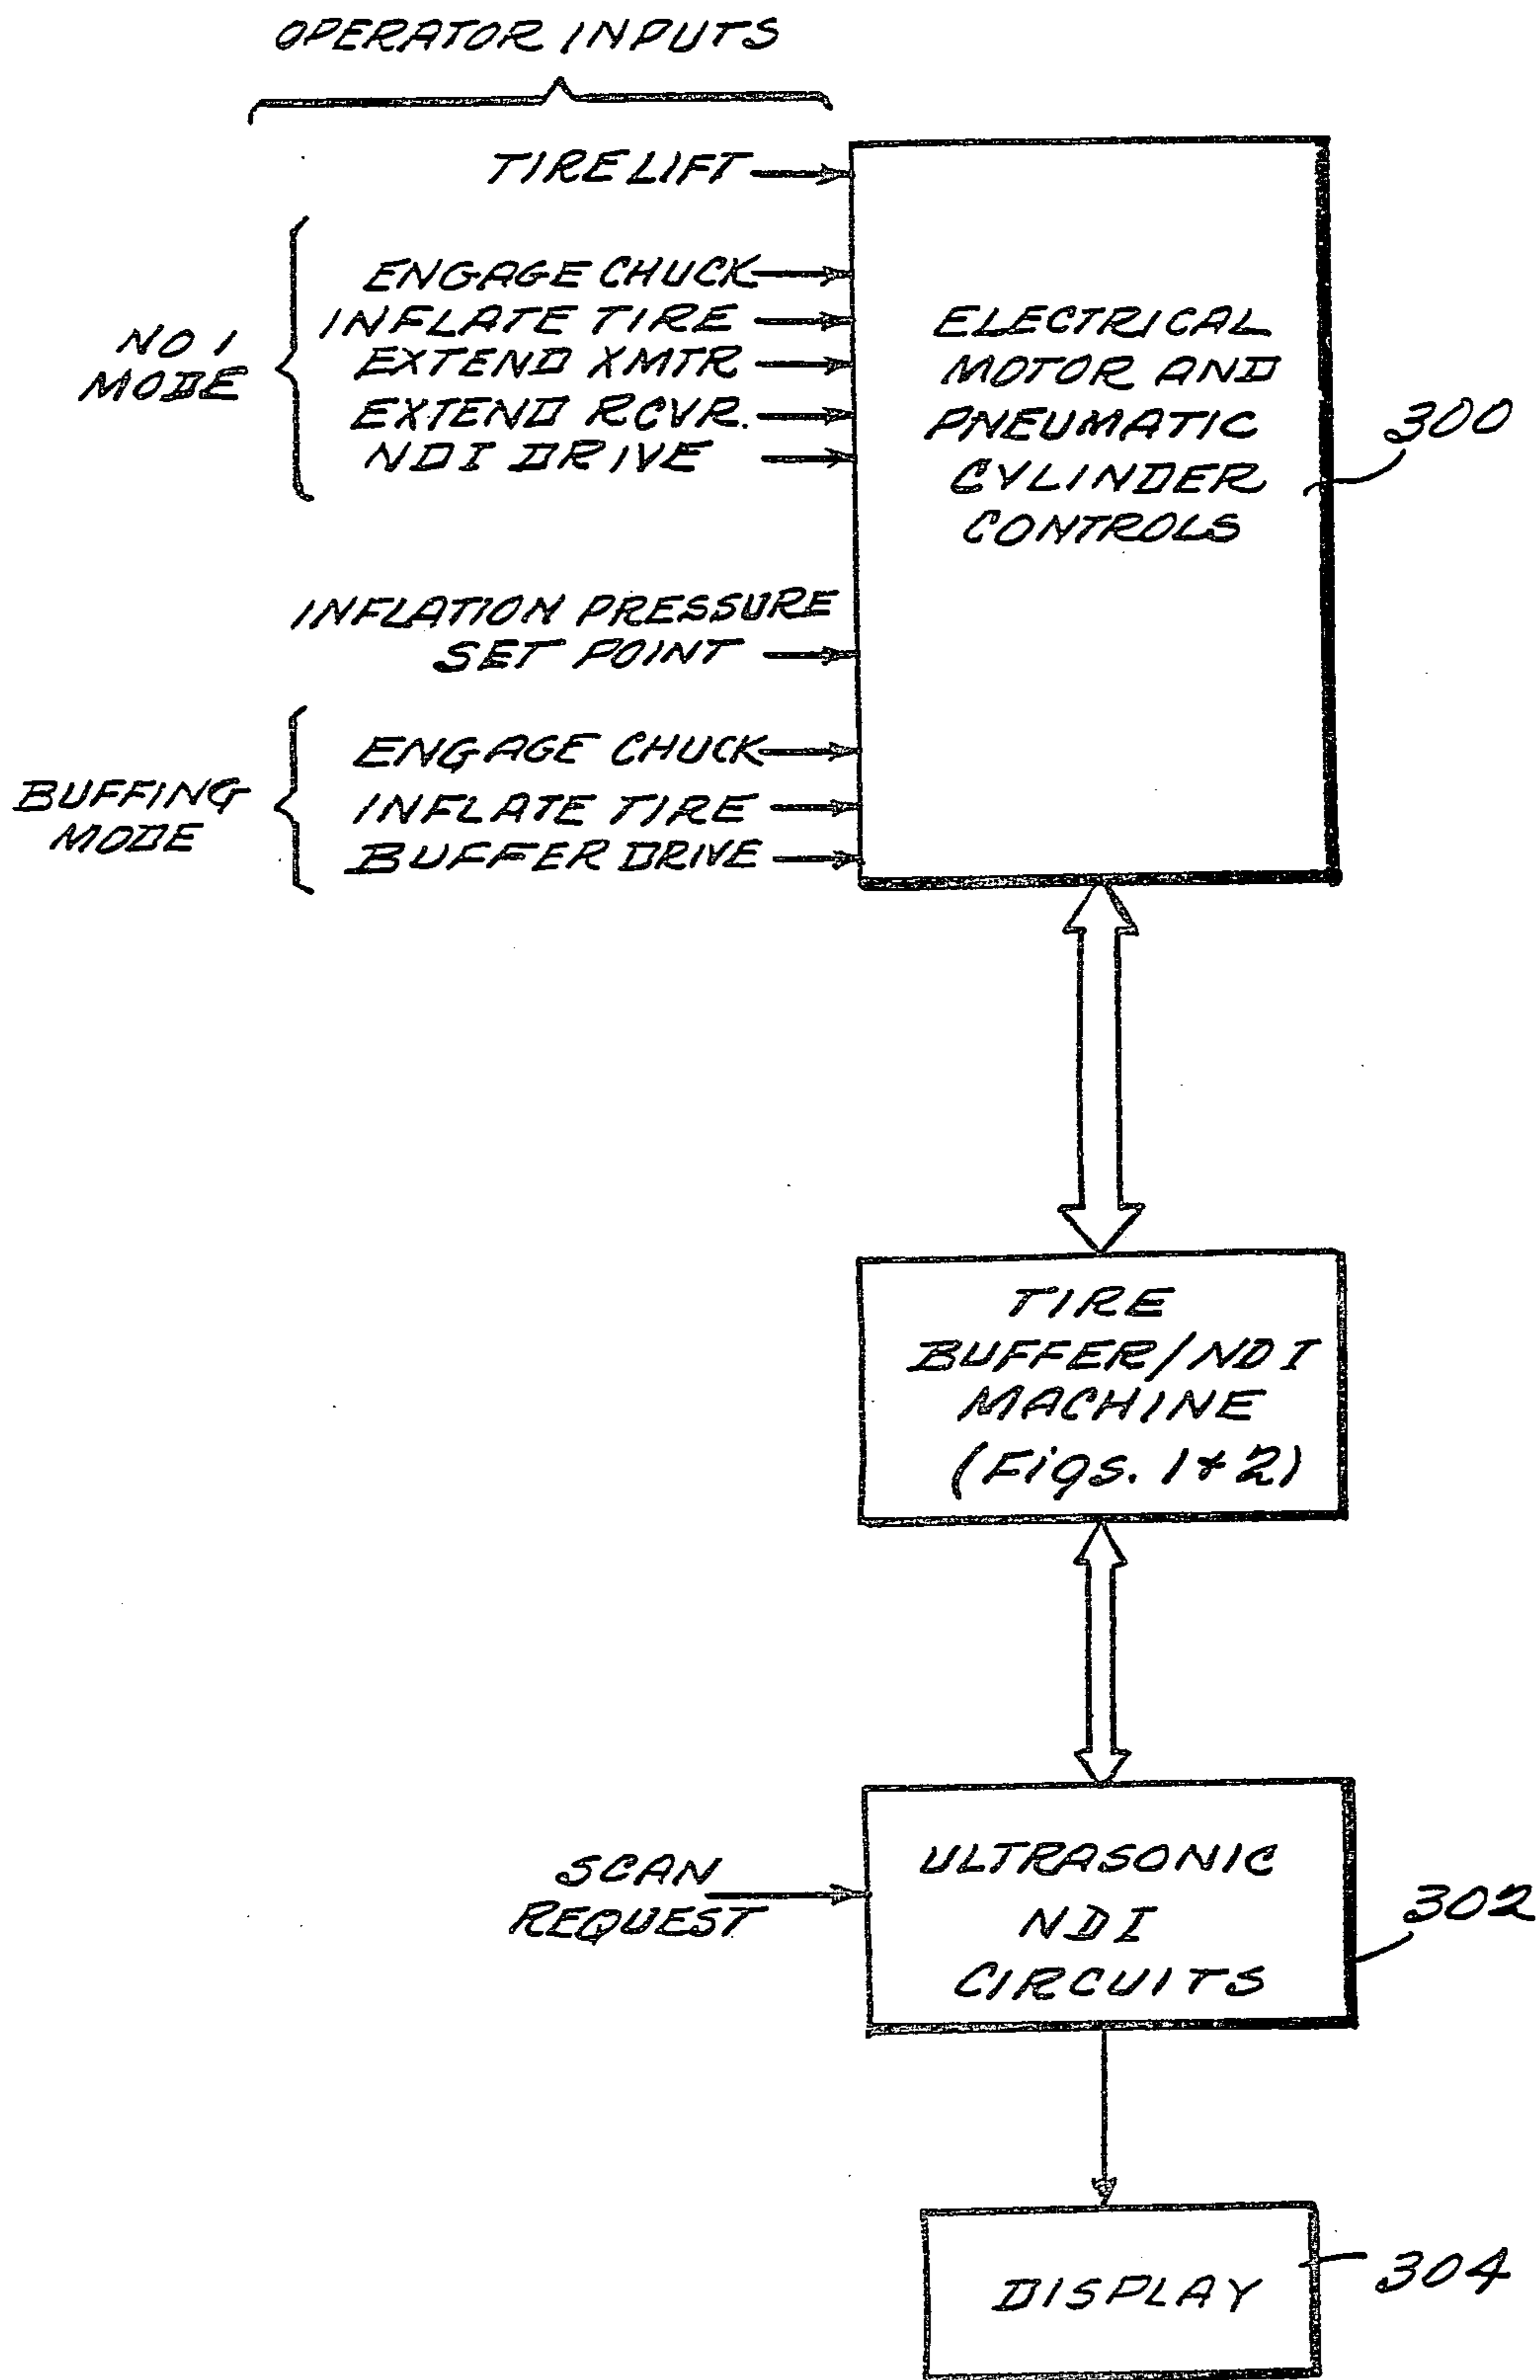 OPERATOR INPUTS
TIRE LIFT
NO I
MODE
ENGAGE CHUCK
INFLATE TIRE
EXTEND XMTR
EXTEND RCVR.
NDI DRIVE
INFLATION PRESSURE
SET POINT
BUFFING
MODE
ENGAGE CHUCK
INFLATE TIRE
BUFFER DRIVE
ELECTRICAL
MOTOR AND
PNEUMATIC
CYLINDER
CONTROLS
300
TIRE
BUFFER/NDI
MACHINE
(Figs. 1 & 2)
SCAN
REQUEST
ULTRASONIC
NDI
CIRCUITS
302
DISPLAY
304